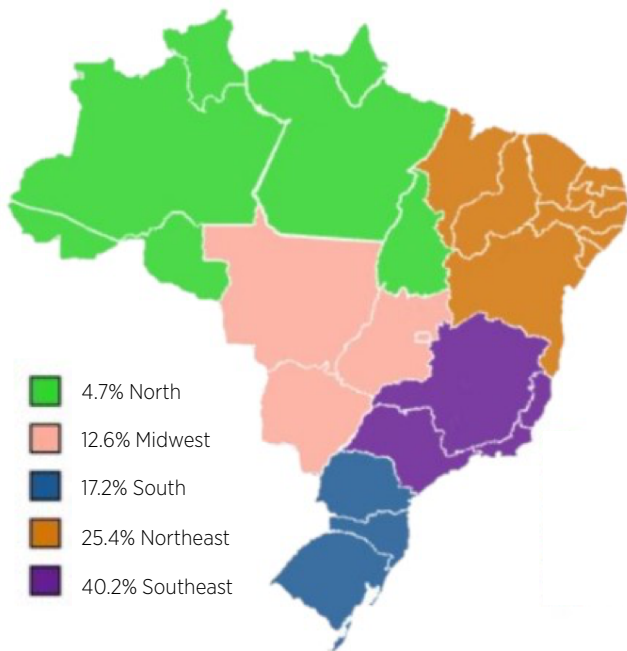 4.7% North
12.6% Midwest
17.2% South
25.4% Northeast
40.2% Southeast